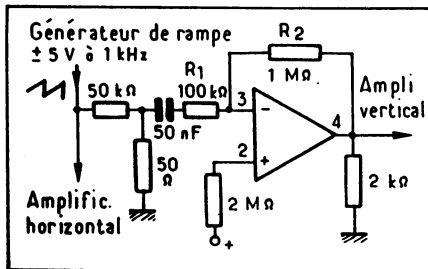 Générateur de rampe
± 5 V à 1 kHz
R2
1 MΩ
R1
50 kΩ
100 kΩ
50 nF
3
-
4
Ampli
vertical
2
+
50
Ω
2 kΩ
Amplific.
horizontal
2 MΩ
+